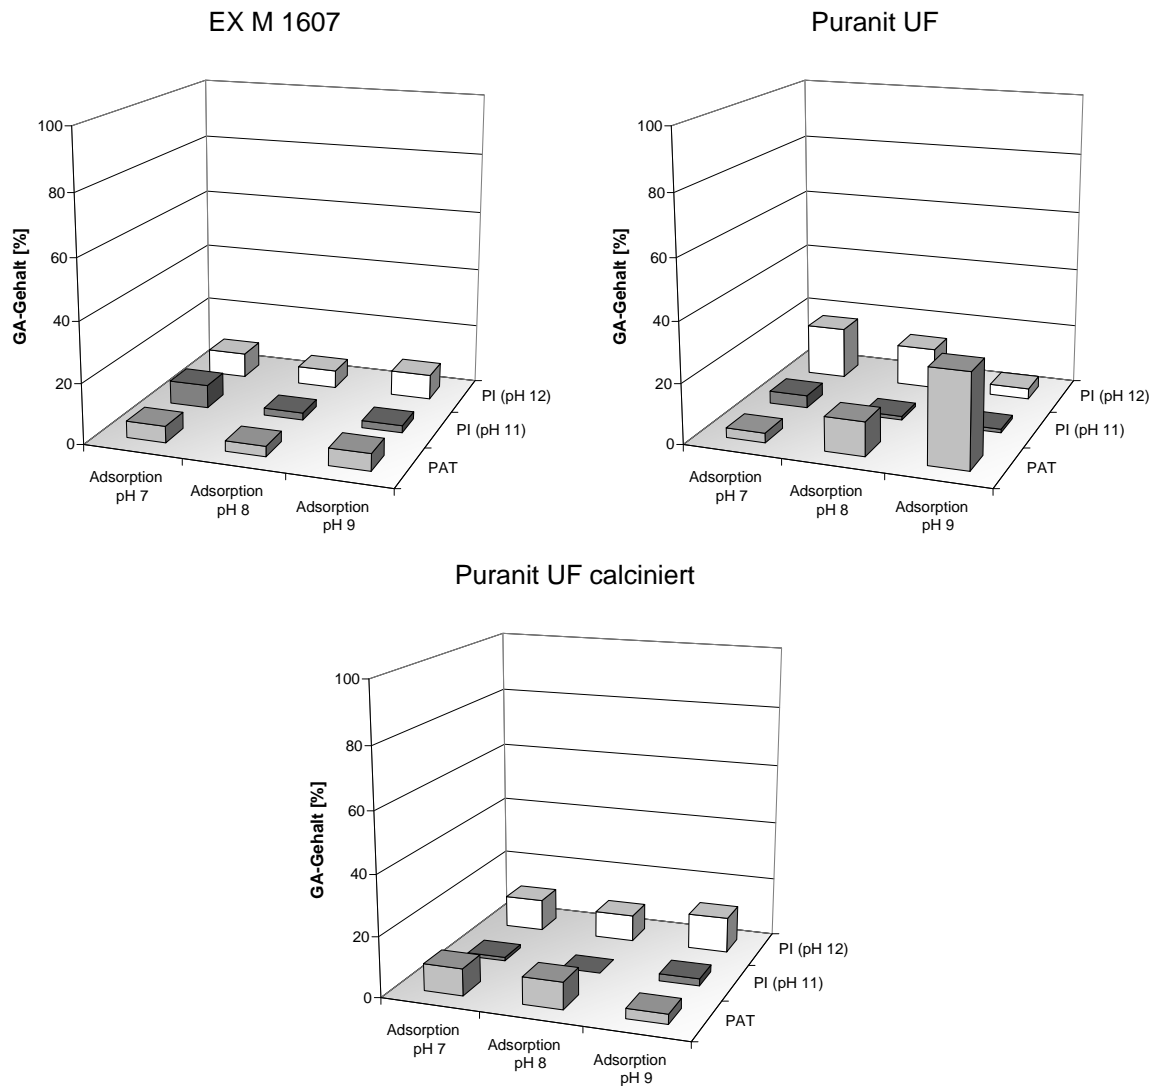 EX M 1607
GA-Gehalt [%]
100
80
60
40
20
0
Adsorption
pH 7
Adsorption
pH 8
Adsorption
pH 9
PAT
PI (pH 11)
PI (pH 12)
Puranit UF
GA-Gehalt [%]
100
80
60
40
20
0
Adsorption
pH 7
Adsorption
pH 8
Adsorption
pH 9
PAT
PI (pH 11)
PI (pH 12)
Puranit UF calciniert
GA-Gehalt [%]
100
80
60
40
20
0
Adsorption
pH 7
Adsorption
pH 8
Adsorption
pH 9
PAT
PI (pH 11)
PI (pH 12)